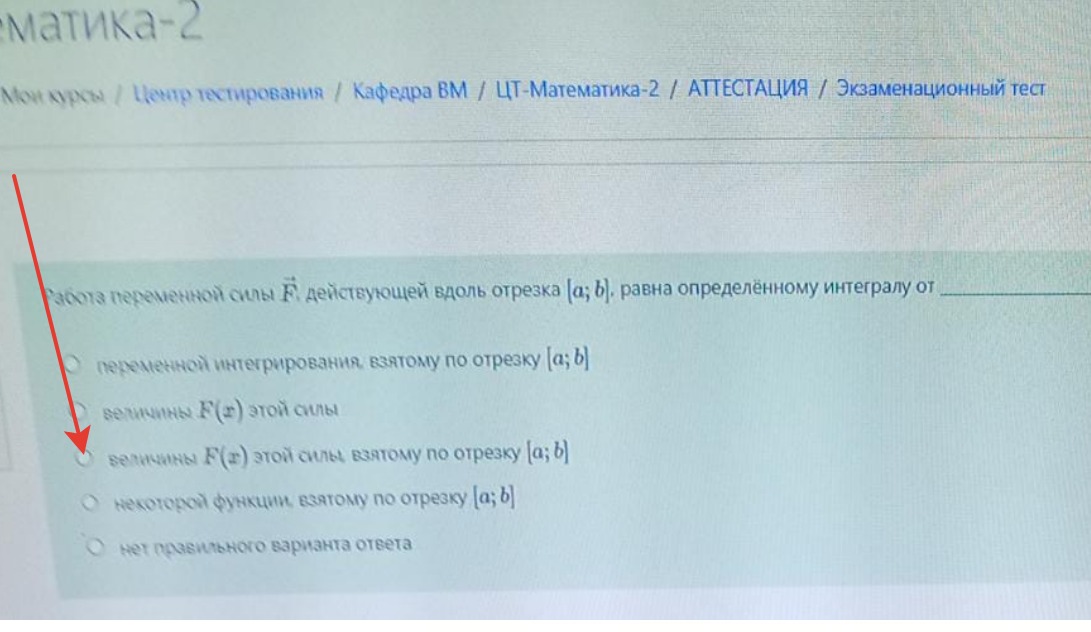 ематика-2
Мои курсы / Центр тестирования / Кафедра ВМ / ЦТ-Математика-2 / АТТЕСТАЦИЯ / Экзаменационный тест
Работа переменной силы F⃗, действующей вдоль отрезка [a; b], равна определённому интегралу от ____________
переменной интегрирования, взятому по отрезку [a; b]
величины F(x) этой силы
величины F(x) этой силы, взятому по отрезку [a; b]
некоторой функции, взятому по отрезку [a; b]
нет правильного варианта ответа